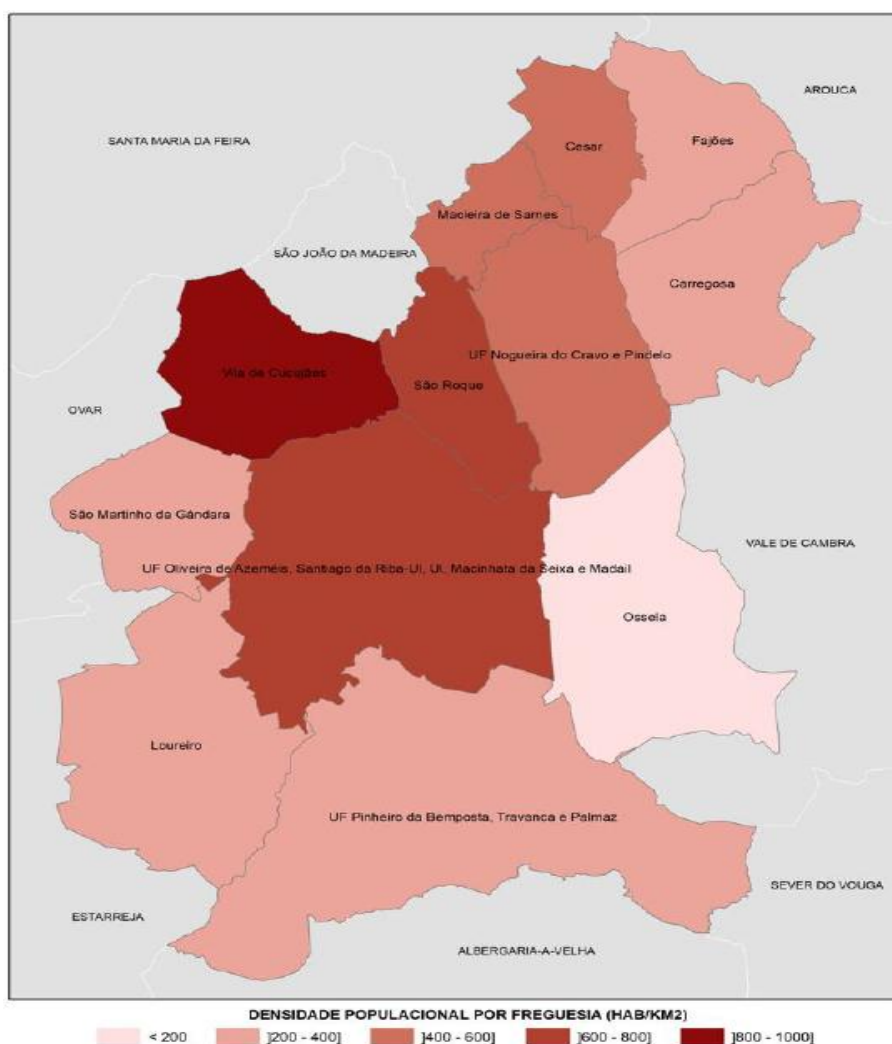 AROUCA
SANTA MARIA DA FEIRA
Cesar
Fajões
Macieira de Sarnes
SÃO JOÃO DA MADEIRA
Carregosa
UF Nogueira do Cravo e Pindelo
Vila de Cucujães
São Roque
OVAR
São Martinho da Gândara
VALE DE CAMBRA
UF Oliveira de Azeméis, Santiago da Riba-Ul, Ul, Macinhata da Seixa e Madail
Ossela
Loureiro
UF Pinheiro da Bemposta, Travanca e Palmaz
SEVER DO VOUGA
ESTARREJA
ALBERGARIA-A-VELHA
DENSIDADE POPULACIONAL POR FREGUESIA (HAB/KM2)
< 200 ]200 - 400] ]400 - 600] ]600 - 800] ]800 - 1000]